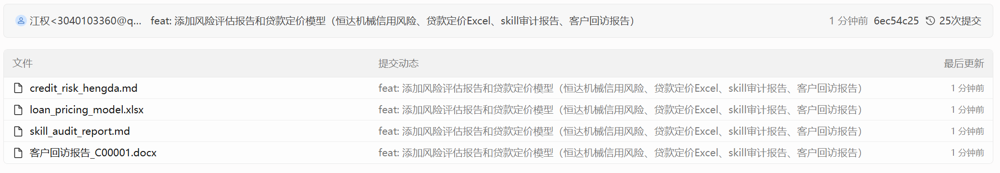 江权<3040103360@q... feat: 添加风险评估报告和贷款定价模型（恒达机械信用风险、贷款定价Excel、skill审计报告、客户回访报告） 1 分钟前 6ec54c25 25次提交
文件 提交动态 最后更新
credit_risk_hengda.md feat: 添加风险评估报告和贷款定价模型（恒达机械信用风险、贷款定价Excel、skill审计报告、客户回访报告） 1 分钟前
loan_pricing_model.xlsx feat: 添加风险评估报告和贷款定价模型（恒达机械信用风险、贷款定价Excel、skill审计报告、客户回访报告） 1 分钟前
skill_audit_report.md feat: 添加风险评估报告和贷款定价模型（恒达机械信用风险、贷款定价Excel、skill审计报告、客户回访报告） 1 分钟前
客户回访报告_C00001.docx feat: 添加风险评估报告和贷款定价模型（恒达机械信用风险、贷款定价Excel、skill审计报告、客户回访报告） 1 分钟前